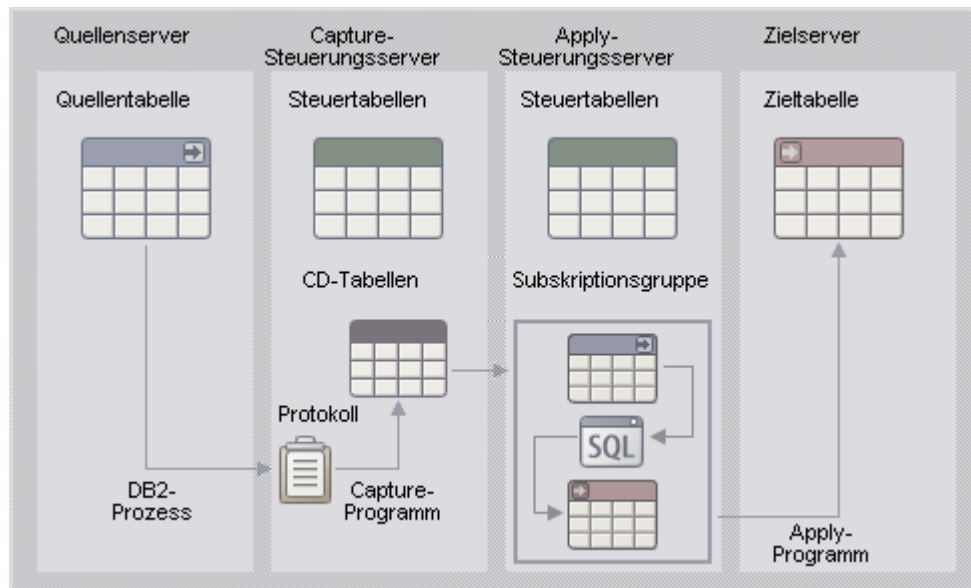 Quellenserver
Capture-
Steuerungsserver
Apply-
Steuerungsserver
Zielserver
Quellentabelle
Steuertabellen
Steuertabellen
Zieltabelle
CD-Tabellen
Subskriptionsgruppe
Protokoll
SQL
DB2-
Prozess
Capture-
Programm
Apply-
Programm